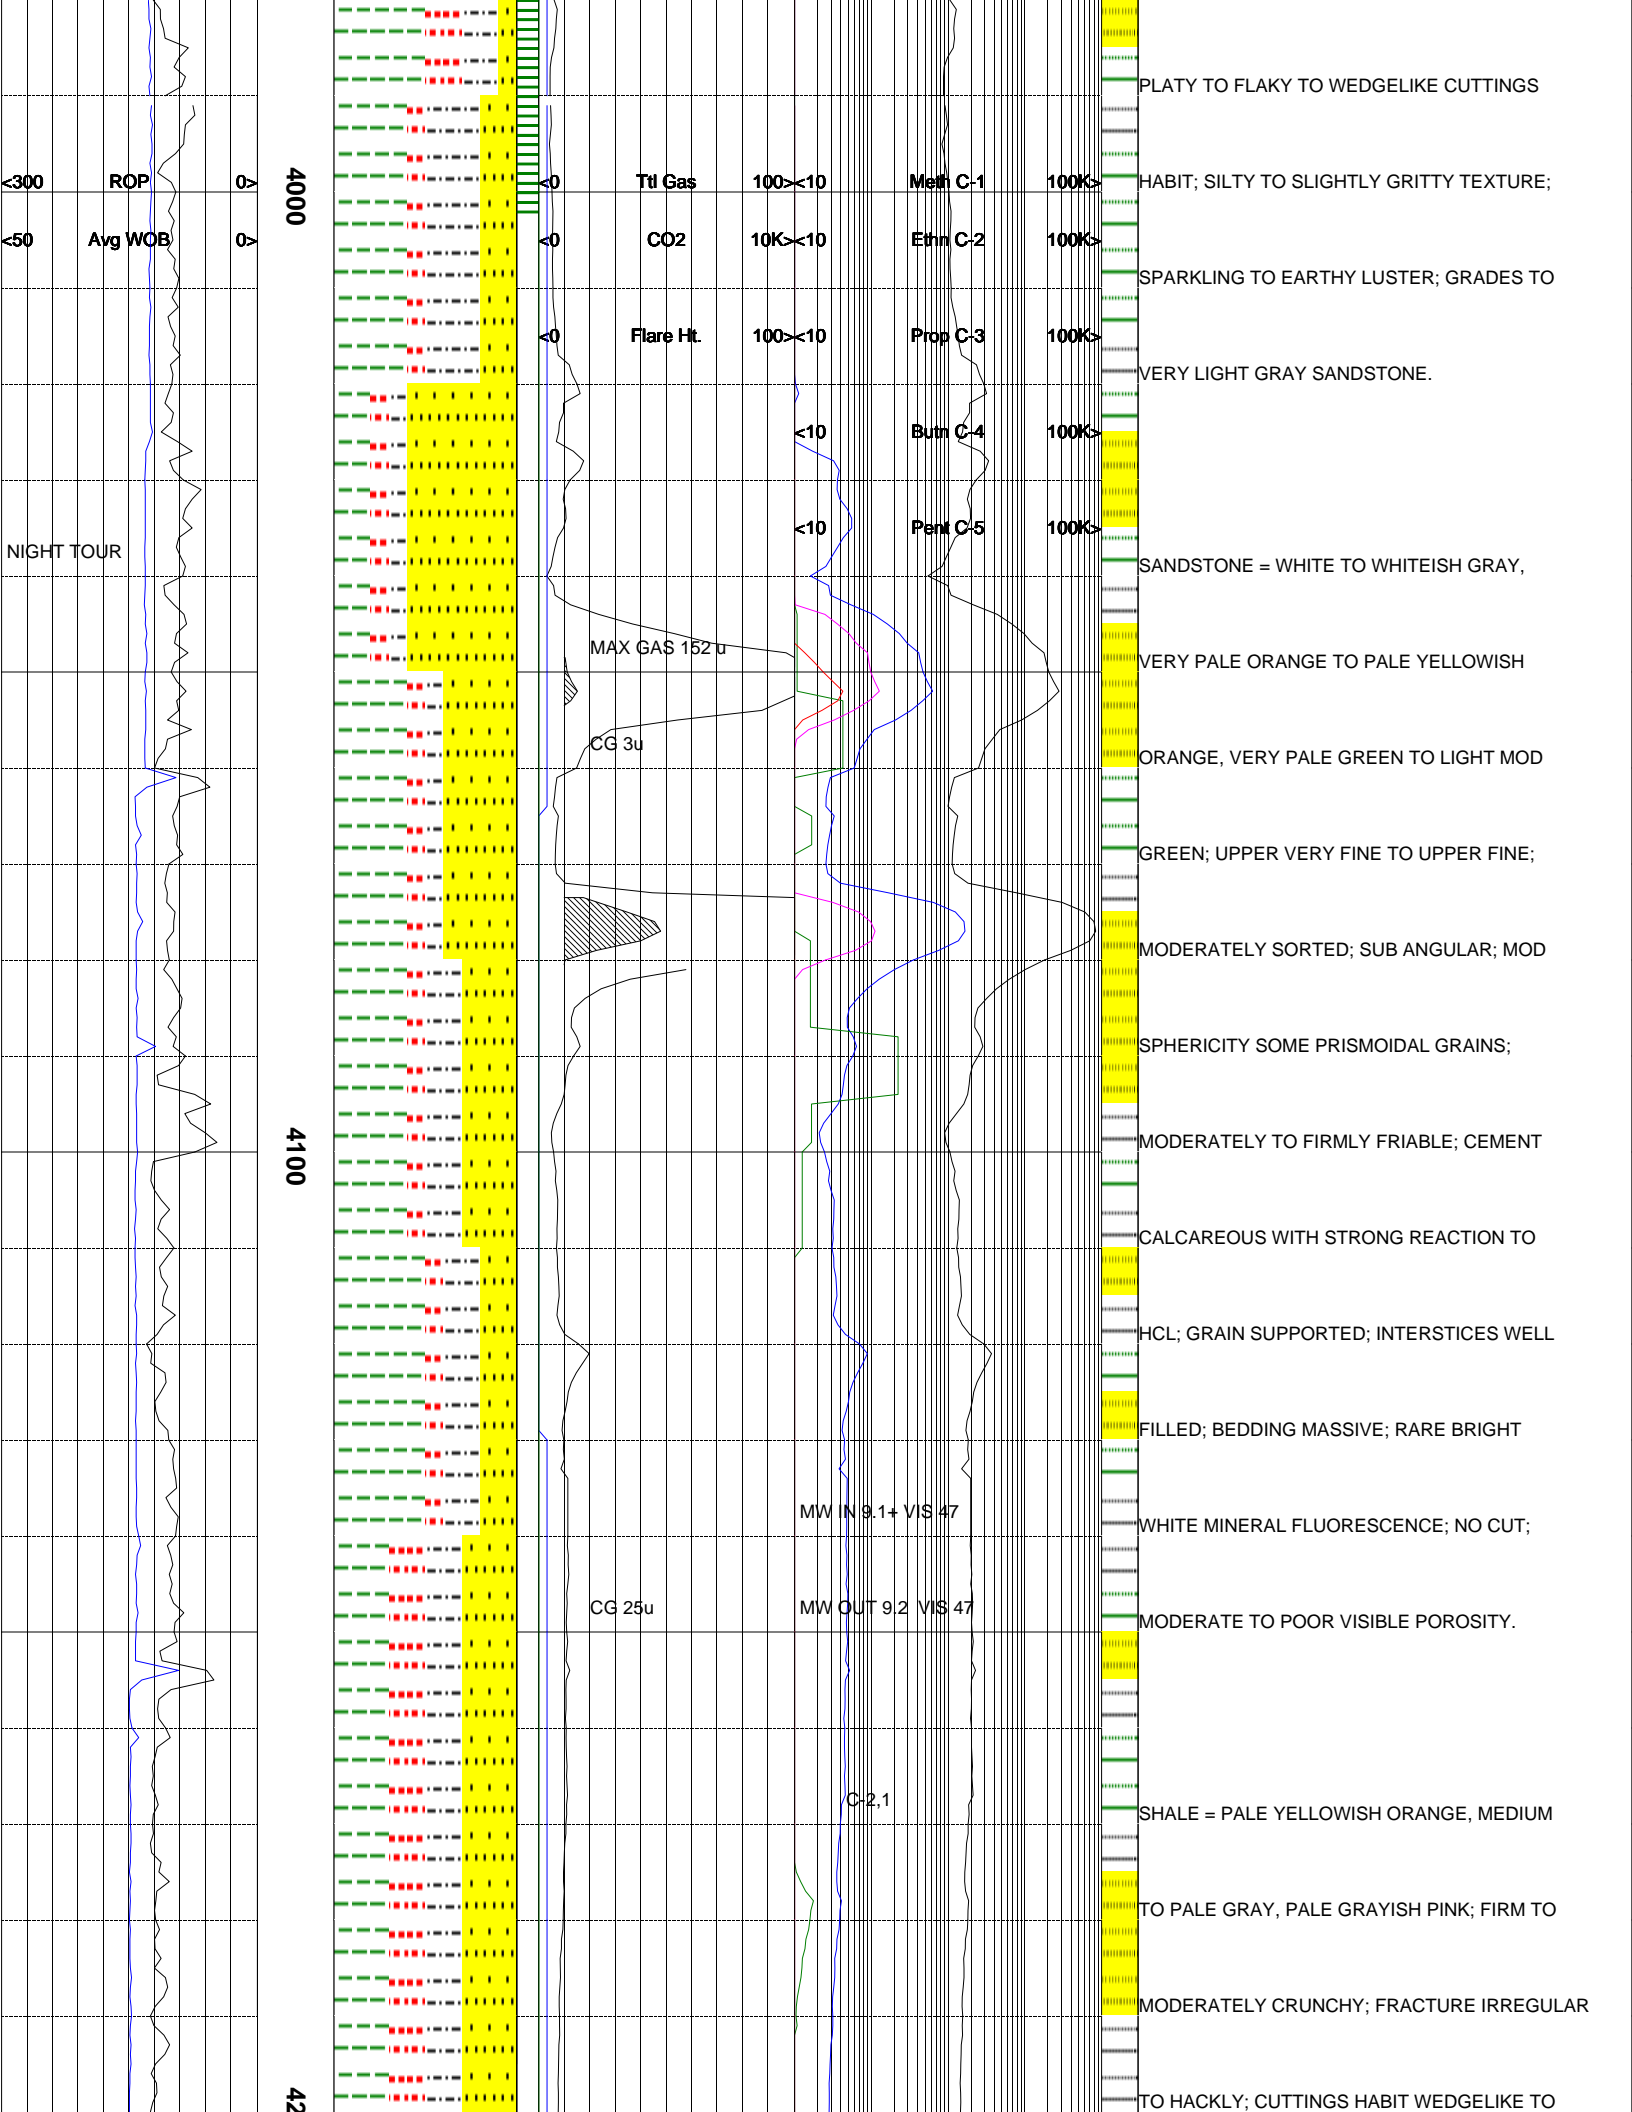 PLATY TO FLAKY TO WEDGELIKE CUTTINGS
<300 ROP 0>
4000
<0 Ttl Gas 100>
<10 Meth C-1 100K>
HABIT; SILTY TO SLIGHTLY GRITTY TEXTURE;
<50 Avg WOB 0>
<0 CO2 10K>
<10 Ethn C-2 100K>
SPARKLING TO EARTHY LUSTER; GRADES TO
<0 Flare Ht. 100>
<10 Prop C-3 100K>
VERY LIGHT GRAY SANDSTONE.
<10 Butn C-4 100K>
<10 Pent C-5 100K>
NIGHT TOUR
SANDSTONE = WHITE TO WHITEISH GRAY,
MAX GAS 152 u
VERY PALE ORANGE TO PALE YELLOWISH
CG 3u
ORANGE, VERY PALE GREEN TO LIGHT MOD
GREEN; UPPER VERY FINE TO UPPER FINE;
MODERATELY SORTED; SUB ANGULAR; MOD
SPHERICITY SOME PRISMOIDAL GRAINS;
4100
MODERATELY TO FIRMLY FRIABLE; CEMENT
CALCAREOUS WITH STRONG REACTION TO
HCL; GRAIN SUPPORTED; INTERSTICES WELL
FILLED; BEDDING MASSIVE; RARE BRIGHT
MW IN 9.1+ VIS 47
WHITE MINERAL FLUORESCENCE; NO CUT;
CG 25u
MW OUT 9.2 VIS 47
MODERATE TO POOR VISIBLE POROSITY.
C-2,1
SHALE = PALE YELLOWISH ORANGE, MEDIUM
TO PALE GRAY, PALE GRAYISH PINK; FIRM TO
MODERATELY CRUNCHY; FRACTURE IRREGULAR
42
TO HACKLY; CUTTINGS HABIT WEDGELIKE TO